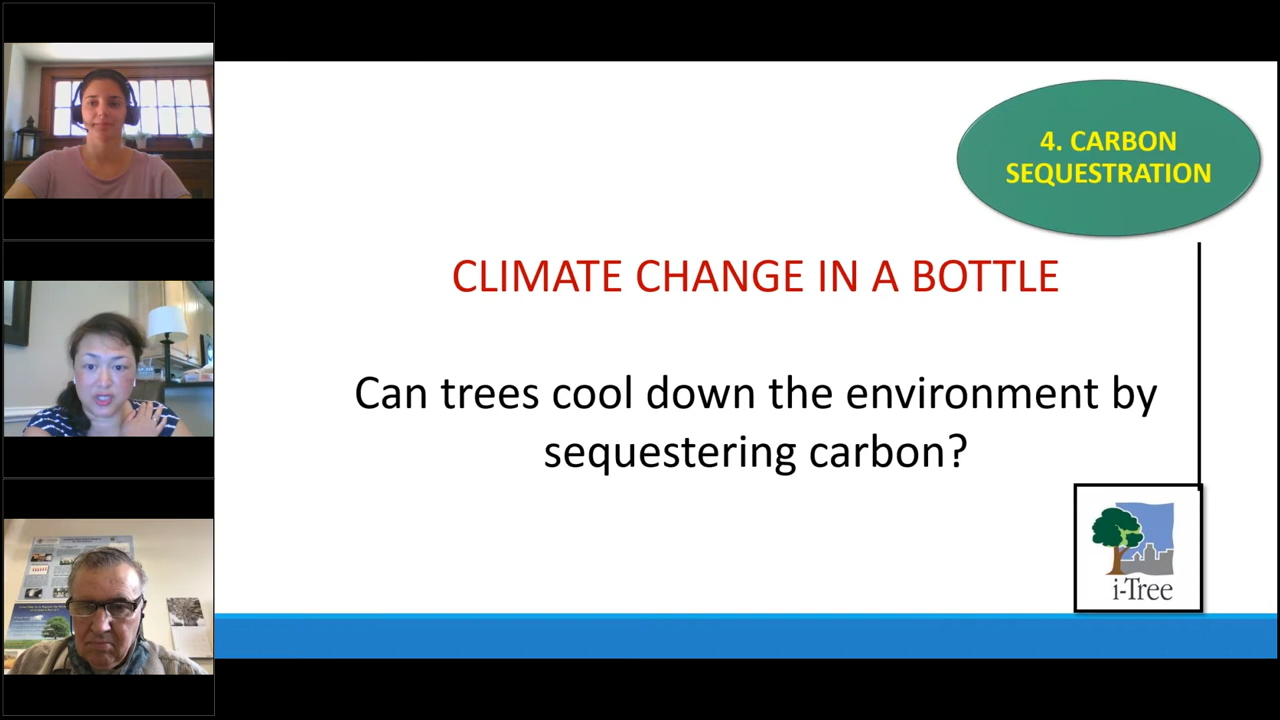 4. CARBON
SEQUESTRATION
CLIMATE CHANGE IN A BOTTLE
Can trees cool down the environment by
sequestering carbon?
i-Tree